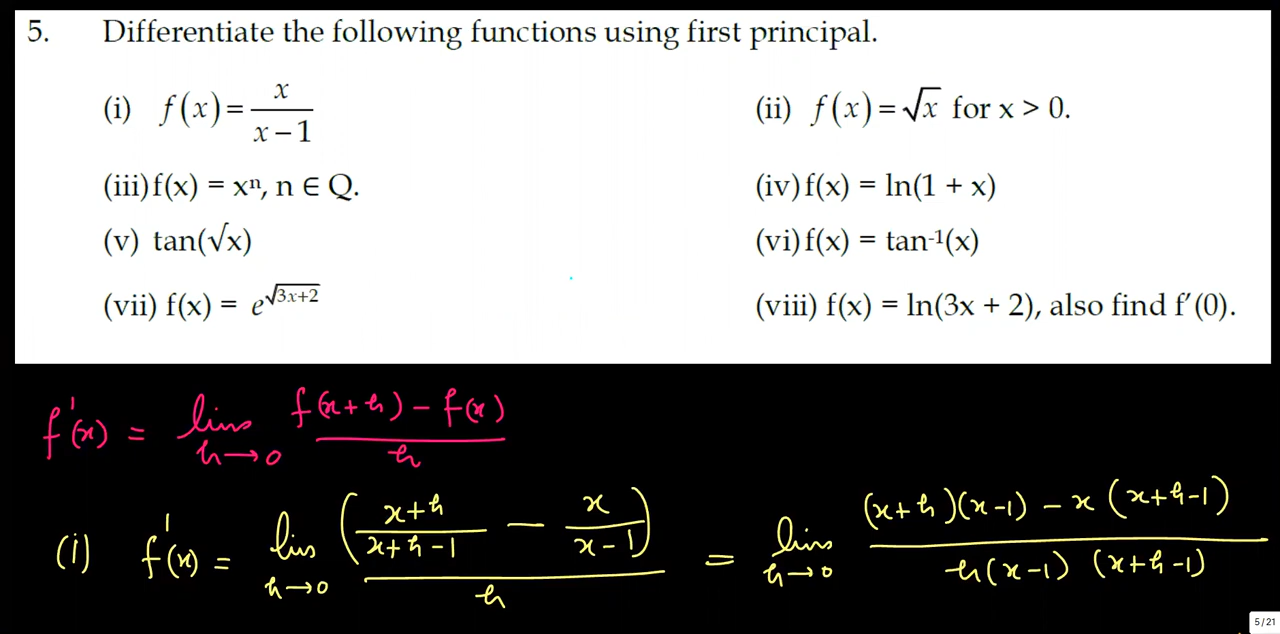 5. Differentiate the following functions using first principal.
(i) f(x) = x/(x − 1) (ii) f(x) = √x for x > 0.
(iii) f(x) = xⁿ, n ∈ Q. (iv) f(x) = ln(1 + x)
(v) tan(√x) (vi) f(x) = tan⁻¹(x)
(vii) f(x) = e^√(3x+2) (viii) f(x) = ln(3x + 2), also find f′(0).
f'(x) = lim h→0 (f(x+h) − f(x))/h
(i) f'(x) = lim h→0 ((x+h)/(x+h−1) − x/(x−1))/h = lim h→0 ((x+h)(x−1) − x(x+h−1))/(h(x−1)(x+h−1))
5/21